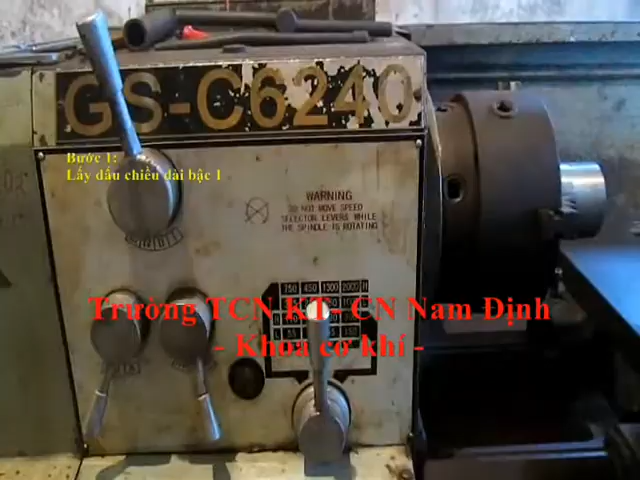 GS-C6240
Bước 1:
Lấy dấu chiều dài bậc 1
WARNING
DO NOT MOVE SPEED
SELECTOR LEVERS WHILE
THE SPINDLE IS ROTATING
750 450 1300 2000 H
Trường TCN KT- CN Nam Định
- Khoa cơ khí -